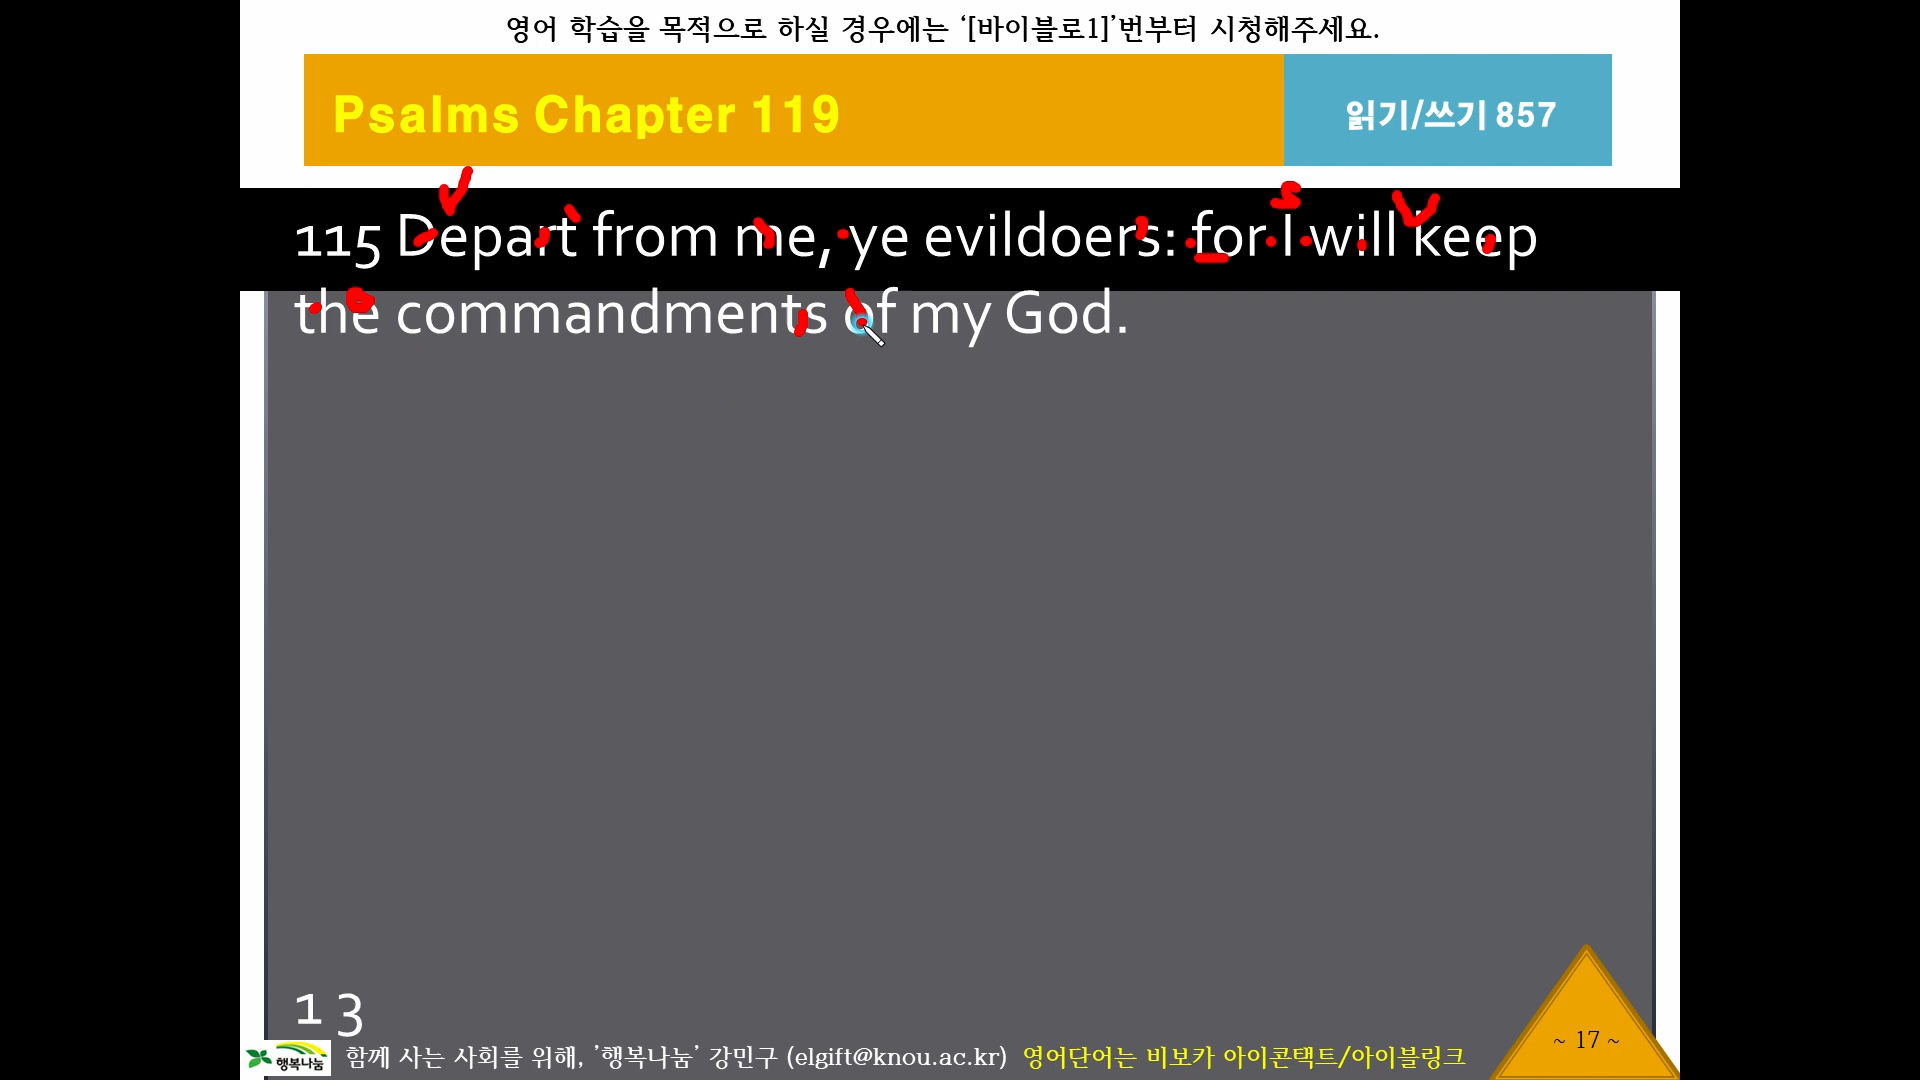 영어 학습을 목적으로 하실 경우에는 ‘[바이블로1]’번부터 시청해주세요.
Psalms Chapter 119
읽기/쓰기 857
s
115 Depart from me, ye evildoers: for I will keep
the commandments of my God.
1 3
~ 17 ~
행복나눔
함께 사는 사회를 위해, ’행복나눔’ 강민구 (elgift@knou.ac.kr) 영어단어는 비보카 아이콘택트/아이블링크